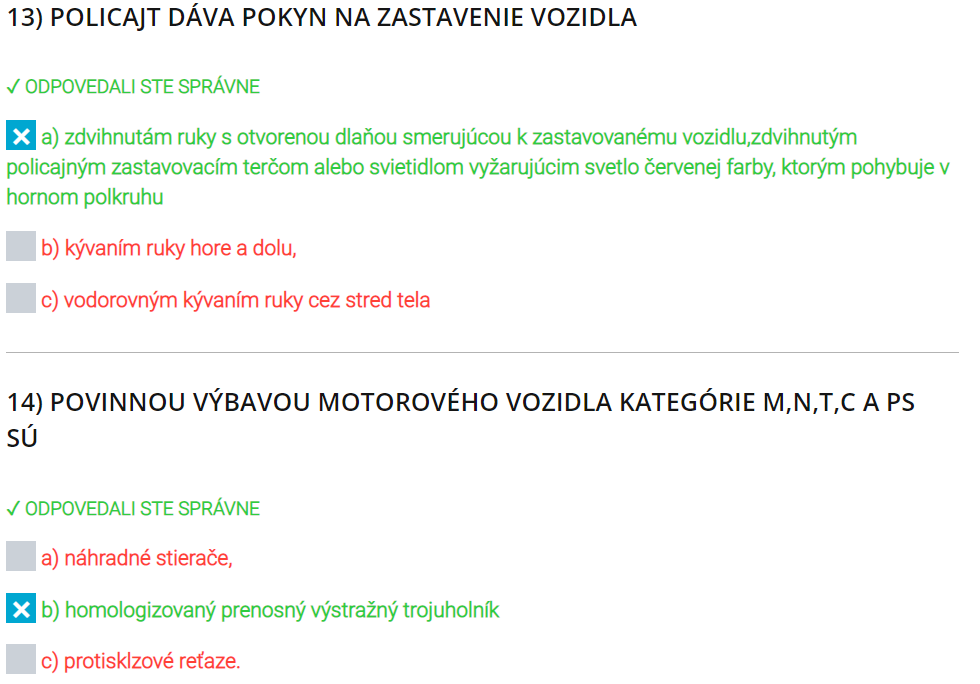 13) POLICAJT DÁVA POKYN NA ZASTAVENIE VOZIDLA
✓ ODPOVEDALI STE SPRÁVNE
a) zdvihnutám ruky s otvorenou dlaňou smerujúcou k zastavovanému vozidlu,zdvihnutým
policajným zastavovacím terčom alebo svietidlom vyžarujúcim svetlo červenej farby, ktorým pohybuje v
hornom polkruhu
b) kývaním ruky hore a dolu,
c) vodorovným kývaním ruky cez stred tela
14) POVINNOU VÝBAVOU MOTOROVÉHO VOZIDLA KATEGÓRIE M,N,T,C A PS
SÚ
✓ ODPOVEDALI STE SPRÁVNE
a) náhradné stierače,
b) homologizovaný prenosný výstražný trojuholník
c) protisklzové reťaze.